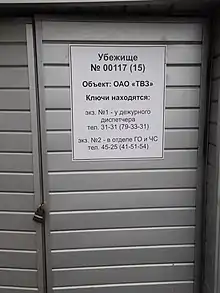 Убежище
№ 00117 (15)
Объект: ОАО «ТВЗ»
Ключи находятся:
экз. №1 - у дежурного
диспетчера
тел. 31-31 (79-33-31)
экз. №2 - в отделе ГО и ЧС
тел. 45-25 (41-51-54)